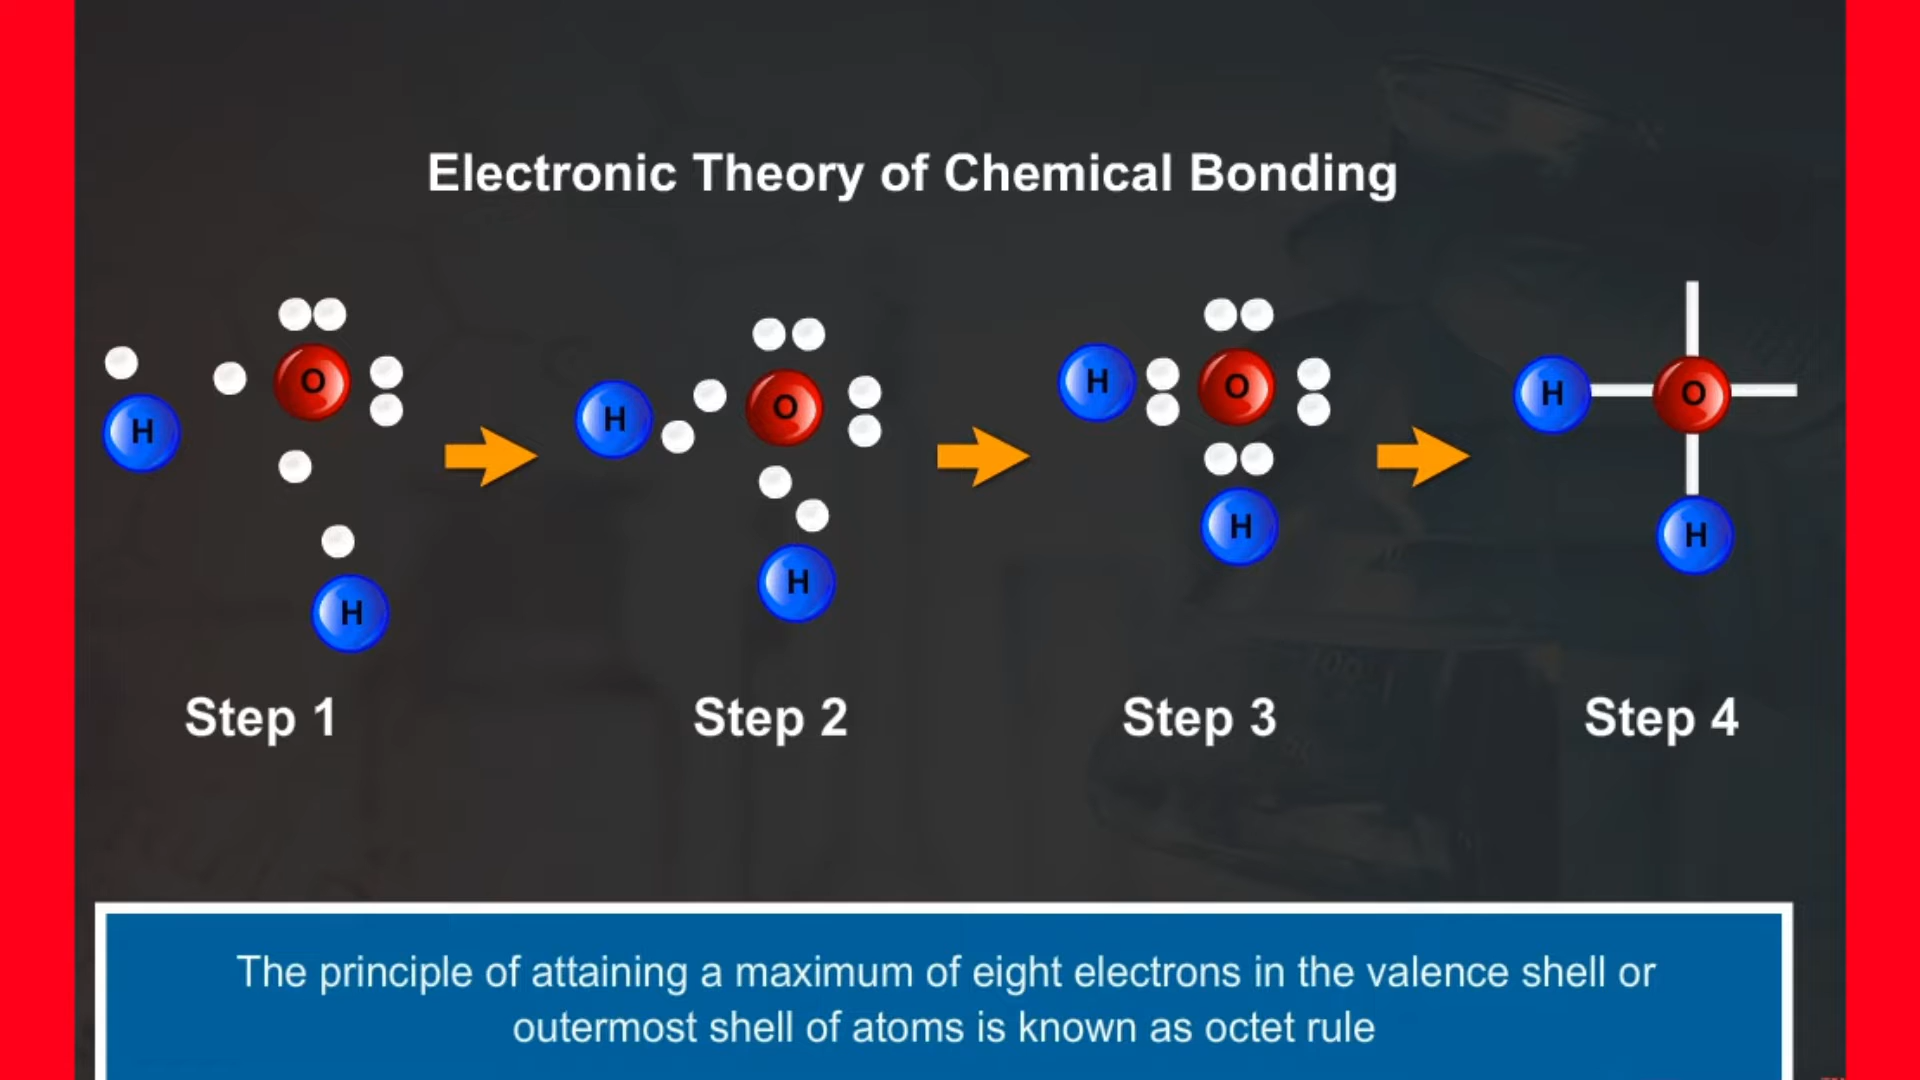 Electronic Theory of Chemical Bonding
H O H
H O H
H O H
H O H
Step 1 Step 2 Step 3 Step 4
The principle of attaining a maximum of eight electrons in the valence shell or
outermost shell of atoms is known as octet rule